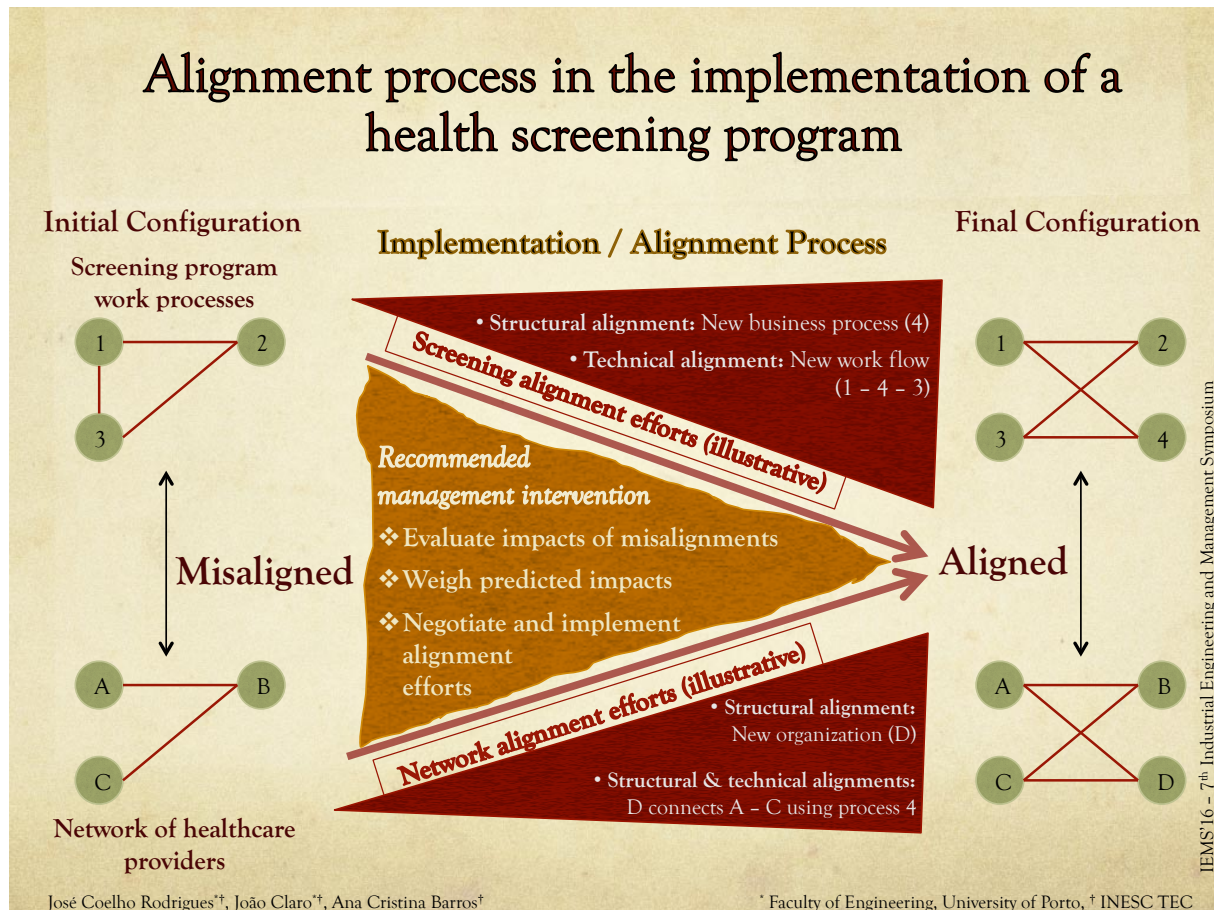 Alignment process in the implementation of a
health screening program
Initial Configuration
Screening program
work processes
1
2
3
Misaligned
A
B
C
Network of healthcare
providers
Implementation / Alignment Process
• Structural alignment: New business process (4)
• Technical alignment: New work flow
(1 – 4 – 3)
Screening alignment efforts (illustrative)
Recommended
management intervention
❖ Evaluate impacts of misalignments
❖ Weigh predicted impacts
❖ Negotiate and implement
alignment
efforts
Network alignment efforts (illustrative)
• Structural alignment:
New organization (D)
• Structural & technical alignments:
D connects A – C using process 4
Final Configuration
1
2
3
4
Aligned
A
B
C
D
IEMS'16 – 7th Industrial Engineering and Management Symposium
José Coelho Rodrigues*†, João Claro*†, Ana Cristina Barros†
* Faculty of Engineering, University of Porto, † INESC TEC